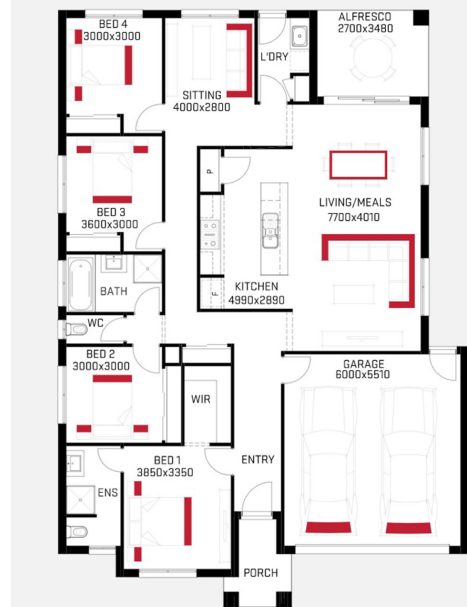 BED 4
3000x3000
SITTING
4000x2800
L'DRY
ALFRESCO
2700x3480
BED 3
3600x3000
P
LIVING/MEALS
7700x4010
KITCHEN
4990x2890
F
BATH
WC
BED 2
3000x3000
WIR
GARAGE
6000x5510
BED 1
3850x3350
ENS
ENTRY
PORCH